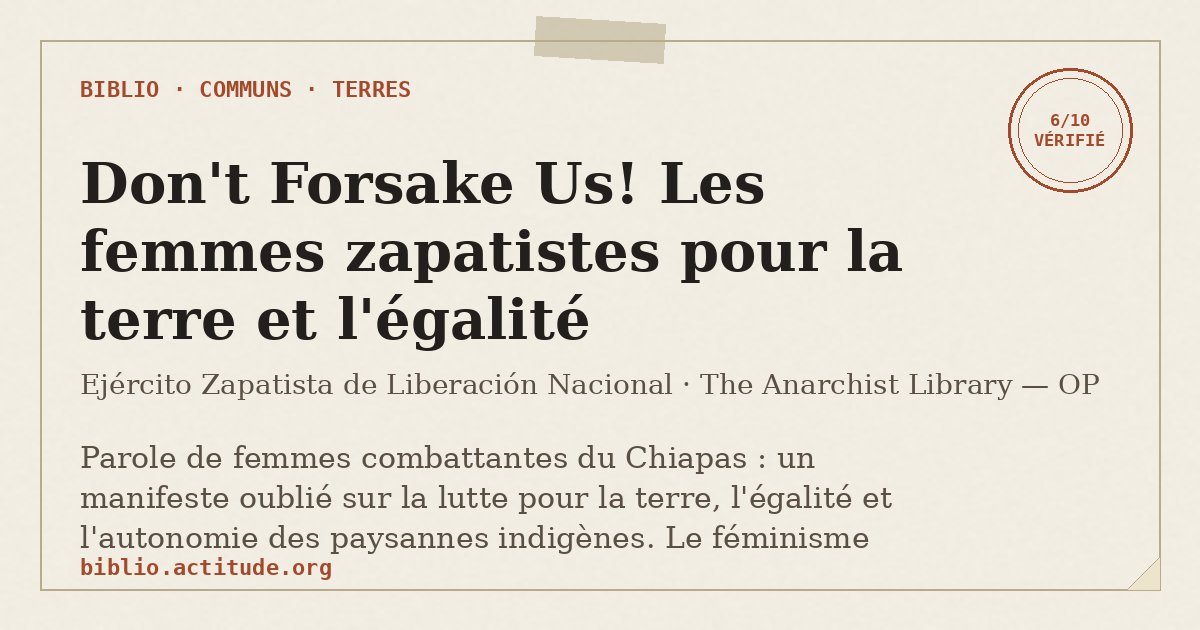 BIBLIO · COMMUNS · TERRES
6/10
VÉRIFIÉ
Don't Forsake Us! Les
femmes zapatistes pour la
terre et l'égalité
Ejército Zapatista de Liberación Nacional · The Anarchist Library — OP
Parole de femmes combattantes du Chiapas : un
manifeste oublié sur la lutte pour la terre, l'égalité et
l'autonomie des paysannes indigènes. Le féminisme
biblio.actitude.org